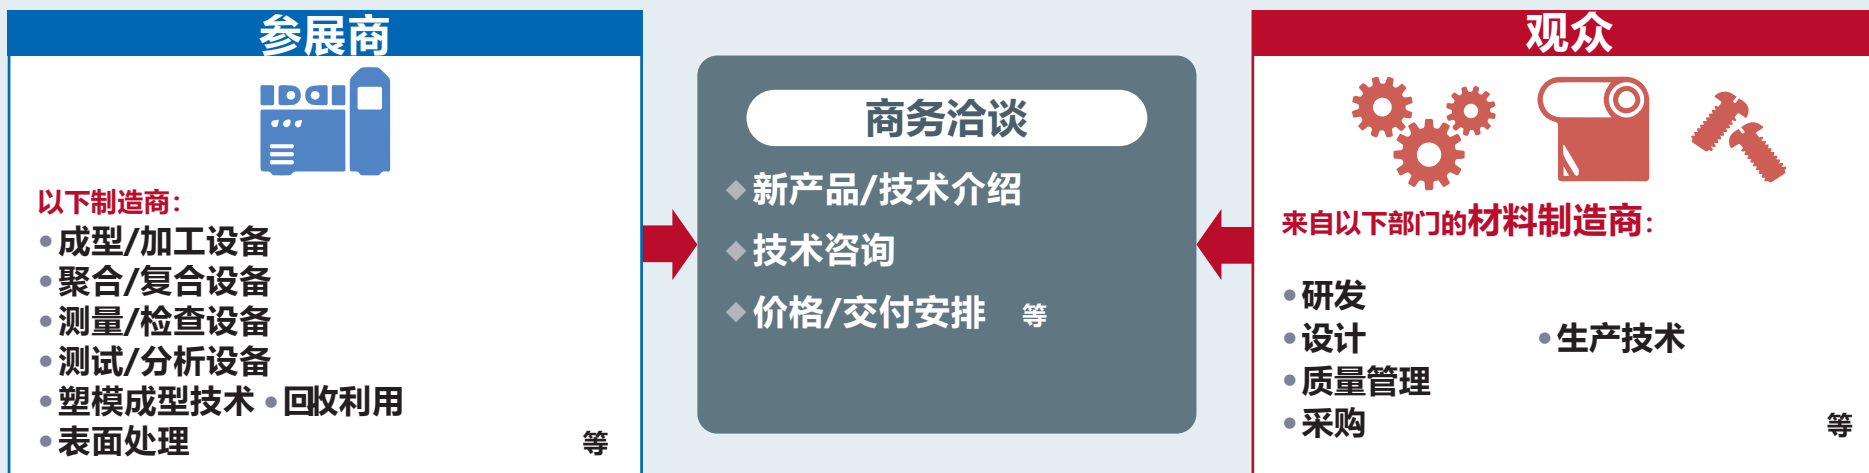 参展商
以下制造商：
•成型/加工设备
•聚合/复合设备
•测量/检查设备
•测试/分析设备
•塑模成型技术 •回收利用
•表面处理 等
商务洽谈
◆新产品/技术介绍
◆技术咨询
◆价格/交付安排 等
观众
来自以下部门的材料制造商：
•研发
•设计 •生产技术
•质量管理
•采购 等